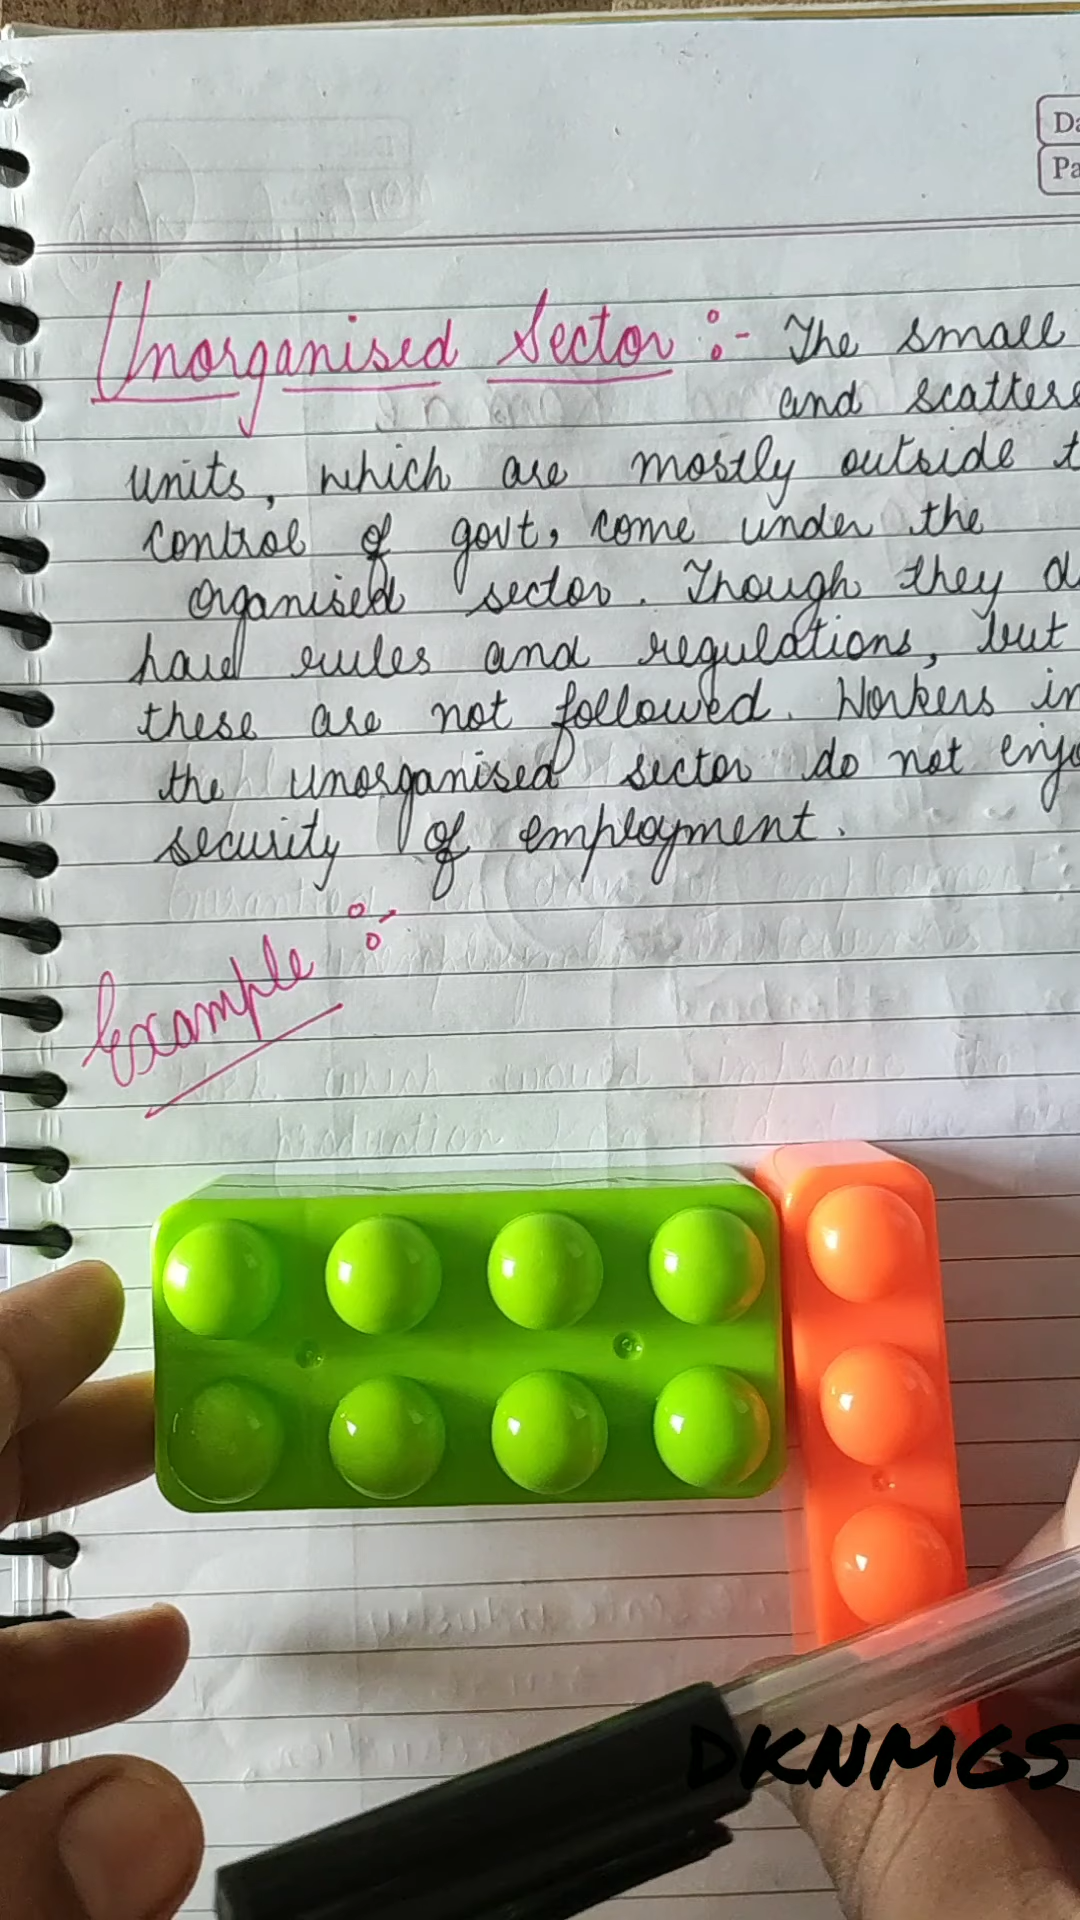 Da
Pa
Unorganised Sector :- The small
and scattere
units, which are mostly outside t
control of govt, come under the
organised sector. Though they d
have rules and regulations, but
these are not followed. Workers in
the unorganised sector do not enjo
security of employment.
Example :-
DKNMGS